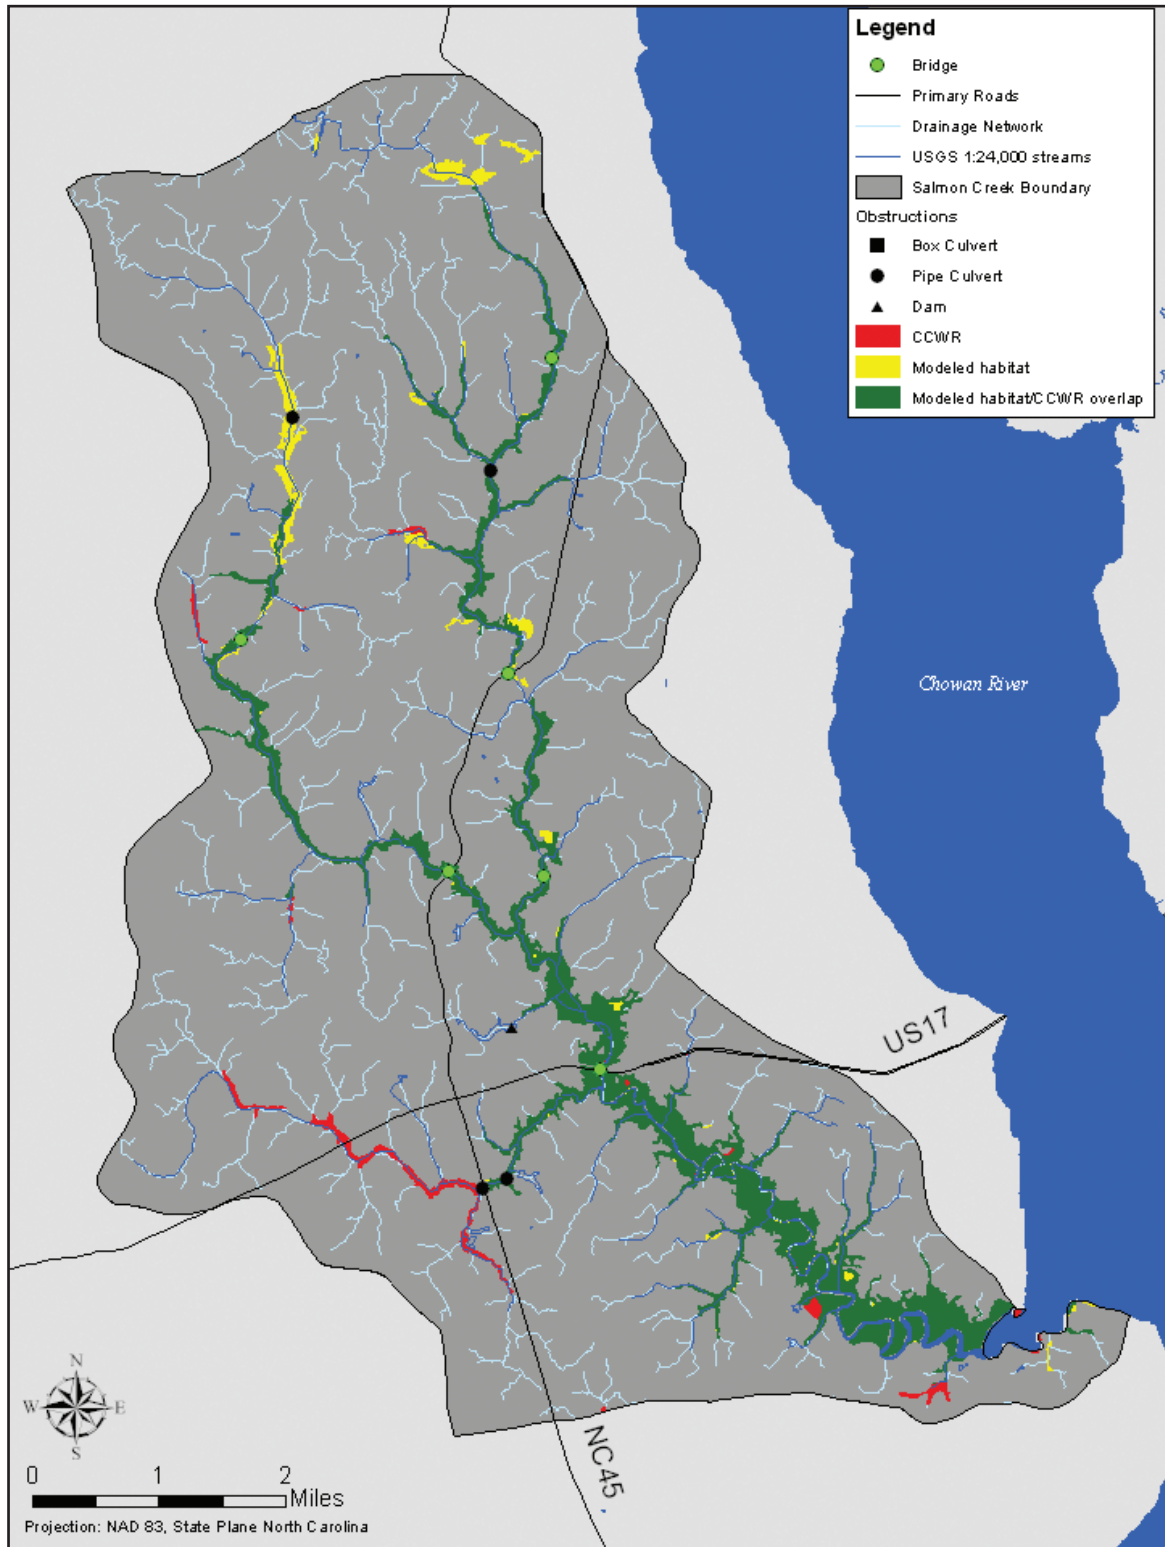 Legend
Bridge
Primary Roads
Drainage Network
USGS 1:24,000 streams
Salmon Creek Boundary
Obstructions
Box Culvert
Pipe Culvert
Dam
CCWR
Modeled habitat
Modeled habitat/CCWR overlap
Chowan River
US17
NC45
N
W E
S
0 1 2
Miles
Projection: NAD 83, State Plane North Carolina